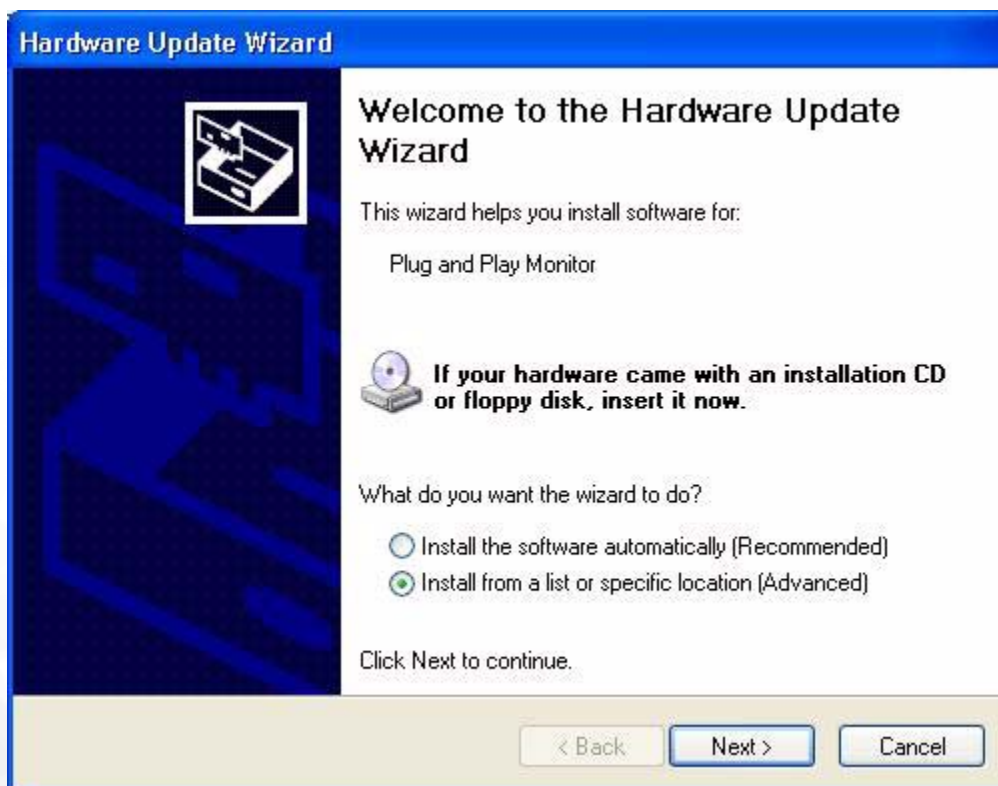 Hardware Update Wizard
Welcome to the Hardware Update
Wizard
This wizard helps you install software for:
Plug and Play Monitor
If your hardware came with an installation CD
or floppy disk, insert it now.
What do you want the wizard to do?
Install the software automatically (Recommended)
Install from a list or specific location (Advanced)
Click Next to continue.
< Back Next > Cancel